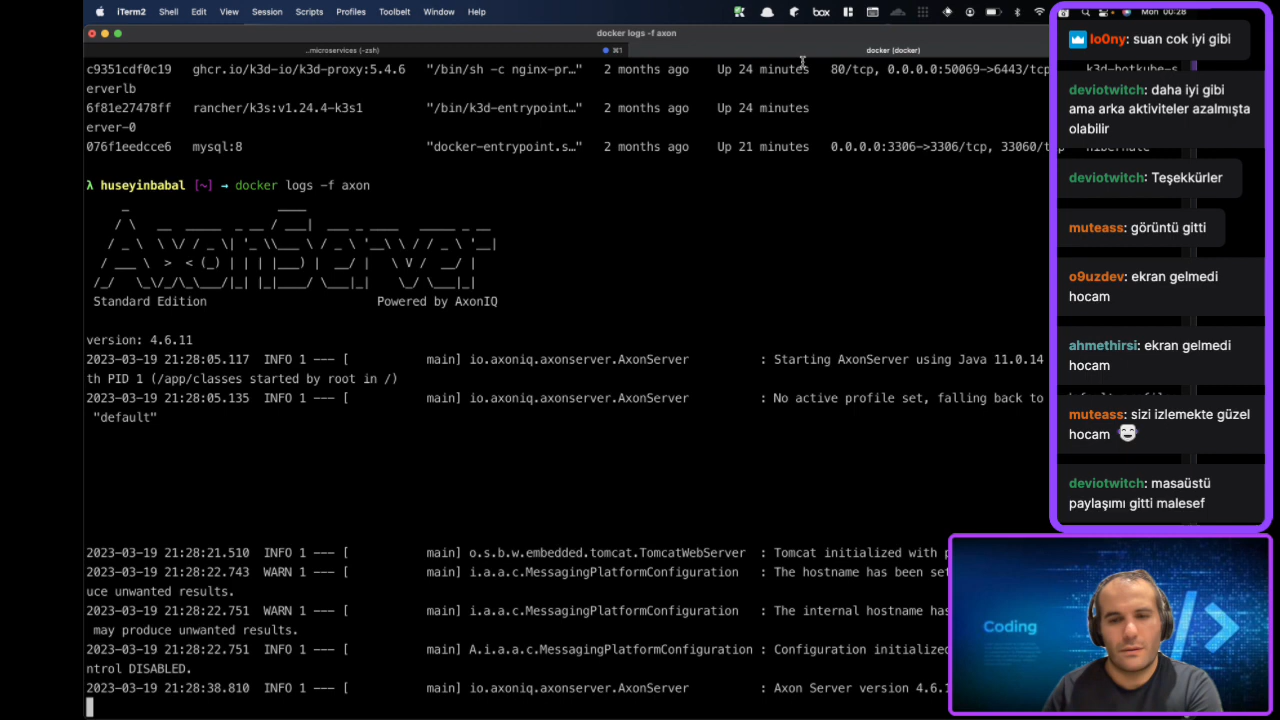 iTerm2 Shell Edit View Session Scripts Profiles Toolbelt Window Help box Mon 00:28
docker logs -f axon
..microservices (-zsh) ⌘1 docker (docker)
c9351cdf0c19 ghcr.io/k3d-io/k3d-proxy:5.4.6 "/bin/sh -c nginx-pr…" 2 months ago Up 24 minutes 80/tcp, 0.0.0.0:50069->6443/tcp k3d-botkube-s
erverlb
6f81e27478ff rancher/k3s:v1.24.4-k3s1 "/bin/k3d-entrypoint…" 2 months ago Up 24 minutes
erver-0
076f1eedcce6 mysql:8 "docker-entrypoint.s…" 2 months ago Up 21 minutes 0.0.0.0:3306->3306/tcp, 33060/tcp hibernate
λ huseyinbabal [~] → docker logs -f axon
AxonServer
Standard Edition Powered by AxonIQ
version: 4.6.11
2023-03-19 21:28:05.117 INFO 1 --- [ main] io.axoniq.axonserver.AxonServer : Starting AxonServer using Java 11.0.14
th PID 1 (/app/classes started by root in /)
2023-03-19 21:28:05.135 INFO 1 --- [ main] io.axoniq.axonserver.AxonServer : No active profile set, falling back to
"default"
2023-03-19 21:28:21.510 INFO 1 --- [ main] o.s.b.w.embedded.tomcat.TomcatWebServer : Tomcat initialized with p
2023-03-19 21:28:22.743 WARN 1 --- [ main] i.a.a.c.MessagingPlatformConfiguration : The hostname has been set
uce unwanted results.
2023-03-19 21:28:22.751 WARN 1 --- [ main] i.a.a.c.MessagingPlatformConfiguration : The internal hostname has
may produce unwanted results.
2023-03-19 21:28:22.751 INFO 1 --- [ main] A.i.a.a.c.MessagingPlatformConfiguration : Configuration initialized
ntrol DISABLED.
2023-03-19 21:28:38.810 INFO 1 --- [ main] io.axoniq.axonserver.AxonServer : Axon Server version 4.6.1
lo0ny: suan cok iyi gibi
deviotwitch: daha iyi gibi
ama arka aktiviteler azalmışta
olabilir
deviotwitch: Teşekkürler
muteass: görüntü gitti
o9uzdev: ekran gelmedi
hocam
ahmethirsi: ekran gelmedi
hocam
muteass: sizi izlemekte güzel
hocam
deviotwitch: masaüstü
paylaşımı gitti malesef
Coding